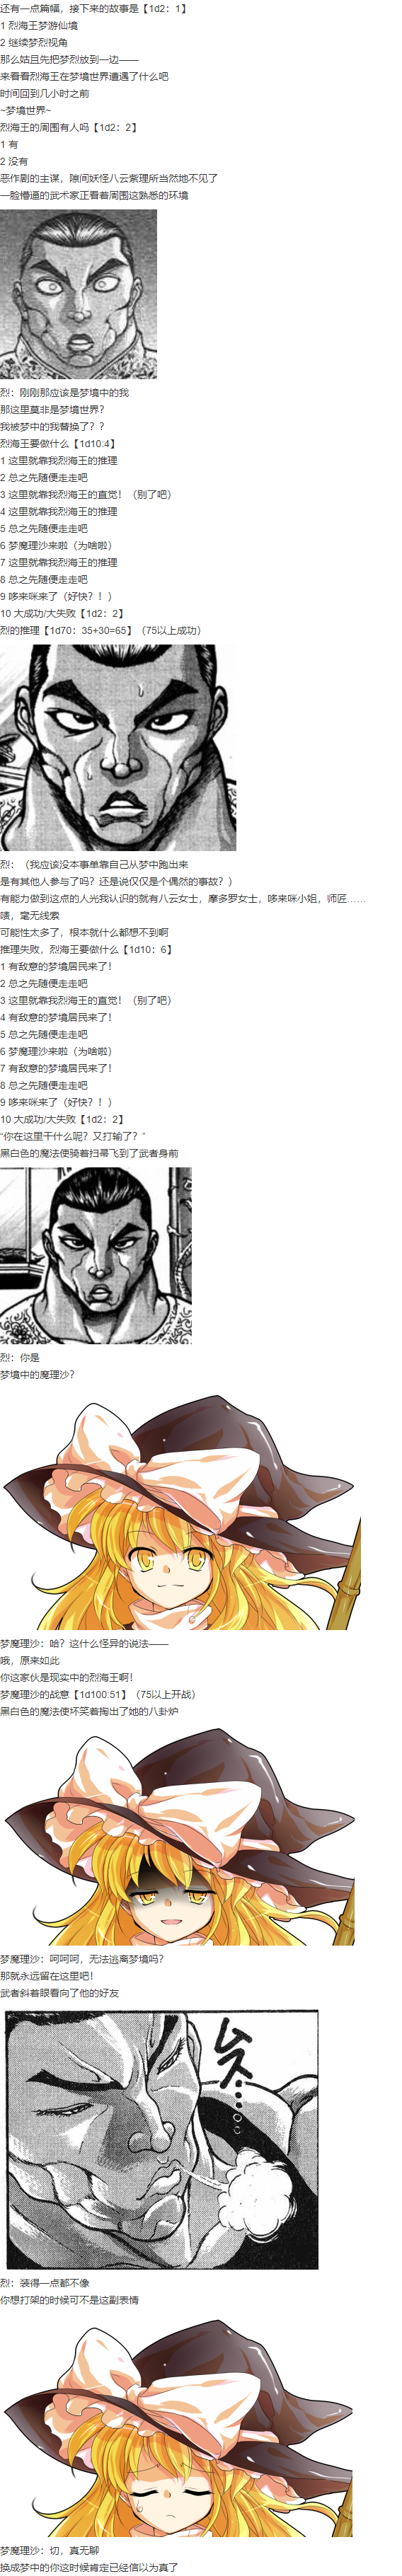 还有一点篇幅，接下来的故事是【1d2：1】
1 烈海王梦游仙境
2 继续梦烈视角
那么姑且先把梦烈放到一边——
来看看烈海王在梦境世界遭遇了什么吧
时间回到几小时之前
~梦境世界~
烈海王的周围有人吗【1d2：2】
1 有
2 没有
恶作剧的主谋，隙间妖怪八云紫理所当然地不见了
一脸懵逼的武术家正看着周围这熟悉的环境
烈：刚刚那应该是梦境中的我
那这里莫非是梦境世界？
我被梦中的我替换了？？
烈海王要做什么【1d10:4】
1 这里就靠我烈海王的推理
2 总之先随便走走吧
3 这里就靠我烈海王的直觉！（别了吧）
4 这里就靠我烈海王的推理
5 总之先随便走走吧
6 梦魔理沙来啦（为啥啦）
7 这里就靠我烈海王的推理
8 总之先随便走走吧
9 哆来咪来了（好快？！）
10 大成功/大失败【1d2：2】
烈的推理【1d70：35+30=65】（75以上成功）
烈：（我应该没本事单靠自己从梦中跑出来
是有其他人参与了吗？还是说仅仅是个偶然的事故？）
有能力做到这点的人光我认识的就有八云女士，摩多罗女士，哆来咪小姐，师匠……
啧，毫无线索
可能性太多了，根本就什么都想不到啊
推理失败，烈海王要做什么【1d10：6】
1 有敌意的梦境居民来了！
2 总之先随便走走吧
3 这里就靠我烈海王的直觉！（别了吧）
4 有敌意的梦境居民来了！
5 总之先随便走走吧
6 梦魔理沙来啦（为啥啦）
7 有敌意的梦境居民来了！
8 总之先随便走走吧
9 哆来咪来了（好快？！）
10 大成功/大失败【1d2：2】
“你在这里干什么呢？又打输了？”
黑白色的魔法使骑着扫帚飞到了武者身前
烈：你是
梦境中的魔理沙？
梦魔理沙：哈？这什么怪异的说法——
哦，原来如此
你这家伙是现实中的烈海王啊！
梦魔理沙的战意【1d100:51】（75以上开战）
黑白色的魔法使坏笑着掏出了她的八卦炉
梦魔理沙：呵呵呵，无法逃离梦境吗？
那就永远留在这里吧！
武者斜着眼看向了他的好友
ムス…
烈：装得一点都不像
你想打架的时候可不是这副表情
梦魔理沙：切，真无聊
换成梦中的你这时候肯定已经信以为真了